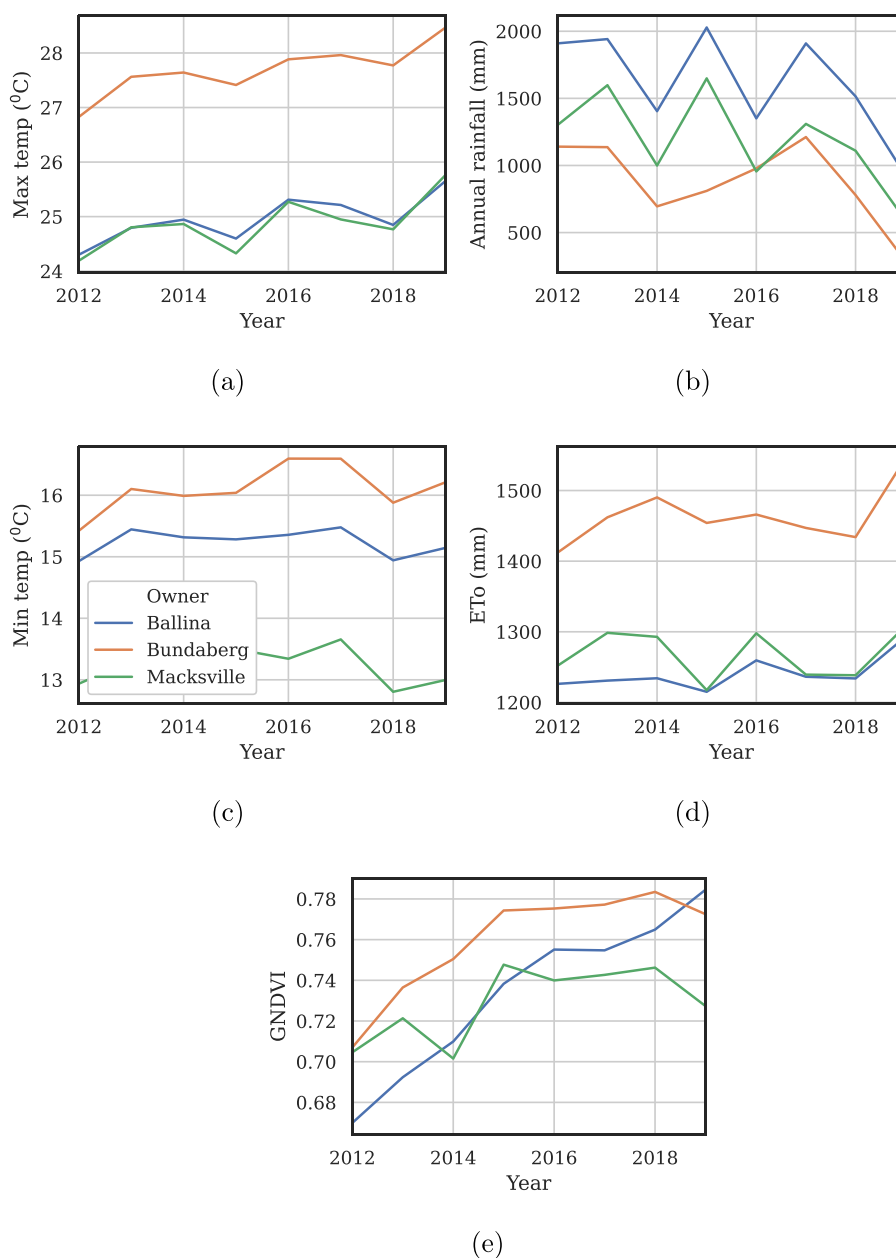 28
27
26
25
24
Max temp (⁰C)
2012 2014 2016 2018
Year
(a)
2000
1500
1000
500
Annual rainfall (mm)
2012 2014 2016 2018
Year
(b)
16
15
14
13
Min temp (⁰C)
Owner
Ballina
Bundaberg
Macksville
2012 2014 2016 2018
Year
(c)
1500
1400
1300
1200
ETo (mm)
2012 2014 2016 2018
Year
(d)
0.78
0.76
0.74
0.72
0.70
0.68
GNDVI
2012 2014 2016 2018
Year
(e)